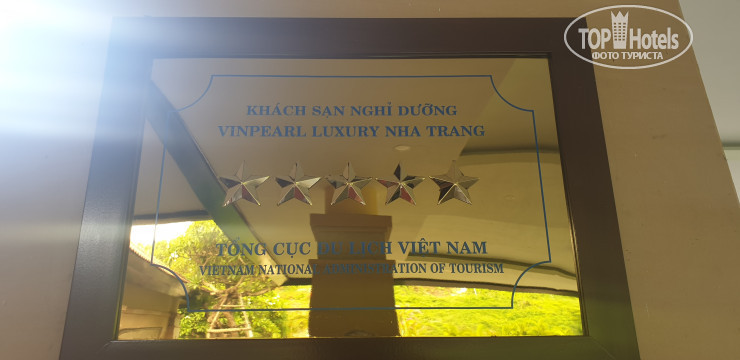 TOP Hotels
ФОТО ТУРИСТА
KHÁCH SẠN NGHỈ DƯỠNG
VINPEARL LUXURY NHA TRANG
TỔNG CỤC DU LỊCH VIỆT NAM
VIETNAM NATIONAL ADMINISTRATION OF TOURISM